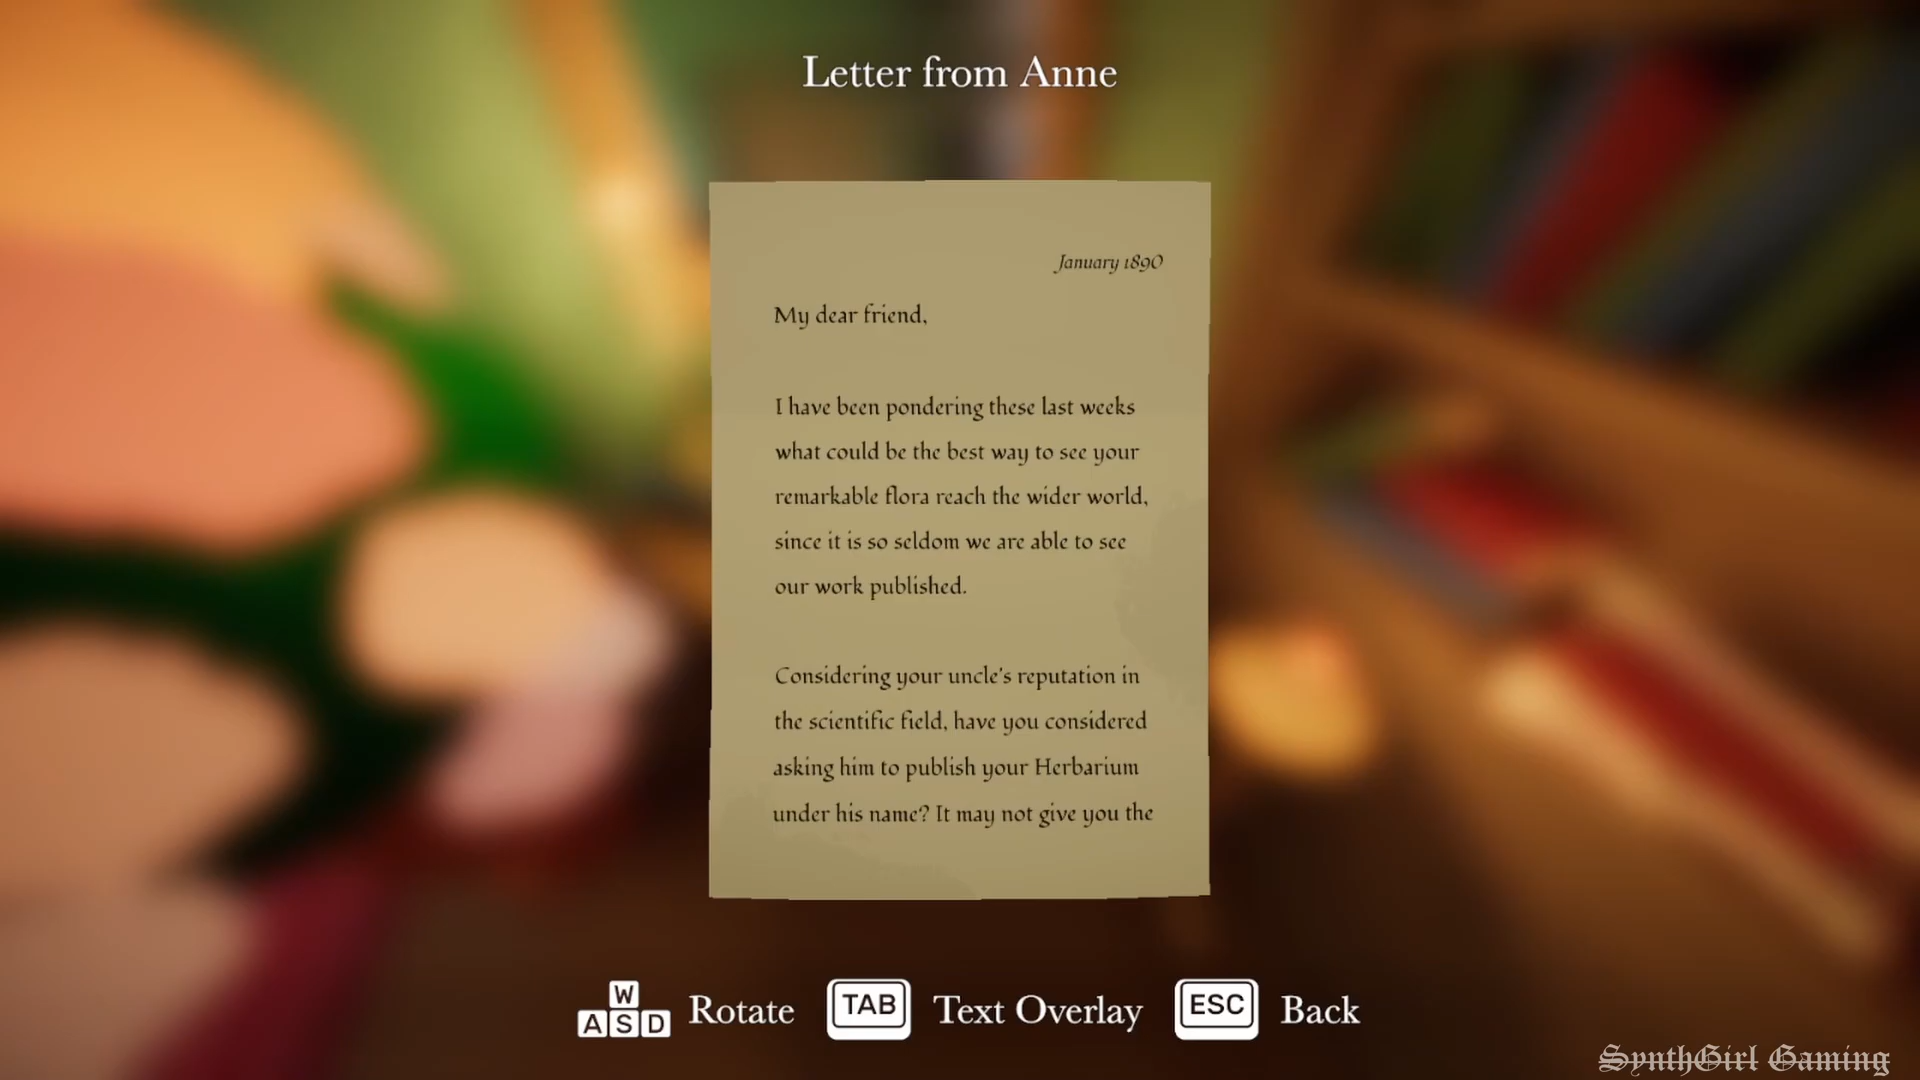 Letter from Anne
January 1890
My dear friend,
I have been pondering these last weeks
what could be the best way to see your
remarkable flora reach the wider world,
since it is so seldom we are able to see
our work published.
Considering your uncle's reputation in
the scientific field, have you considered
asking him to publish your Herbarium
under his name? It may not give you the
W
A S D Rotate TAB Text Overlay ESC Back
SynthGirl Gaming